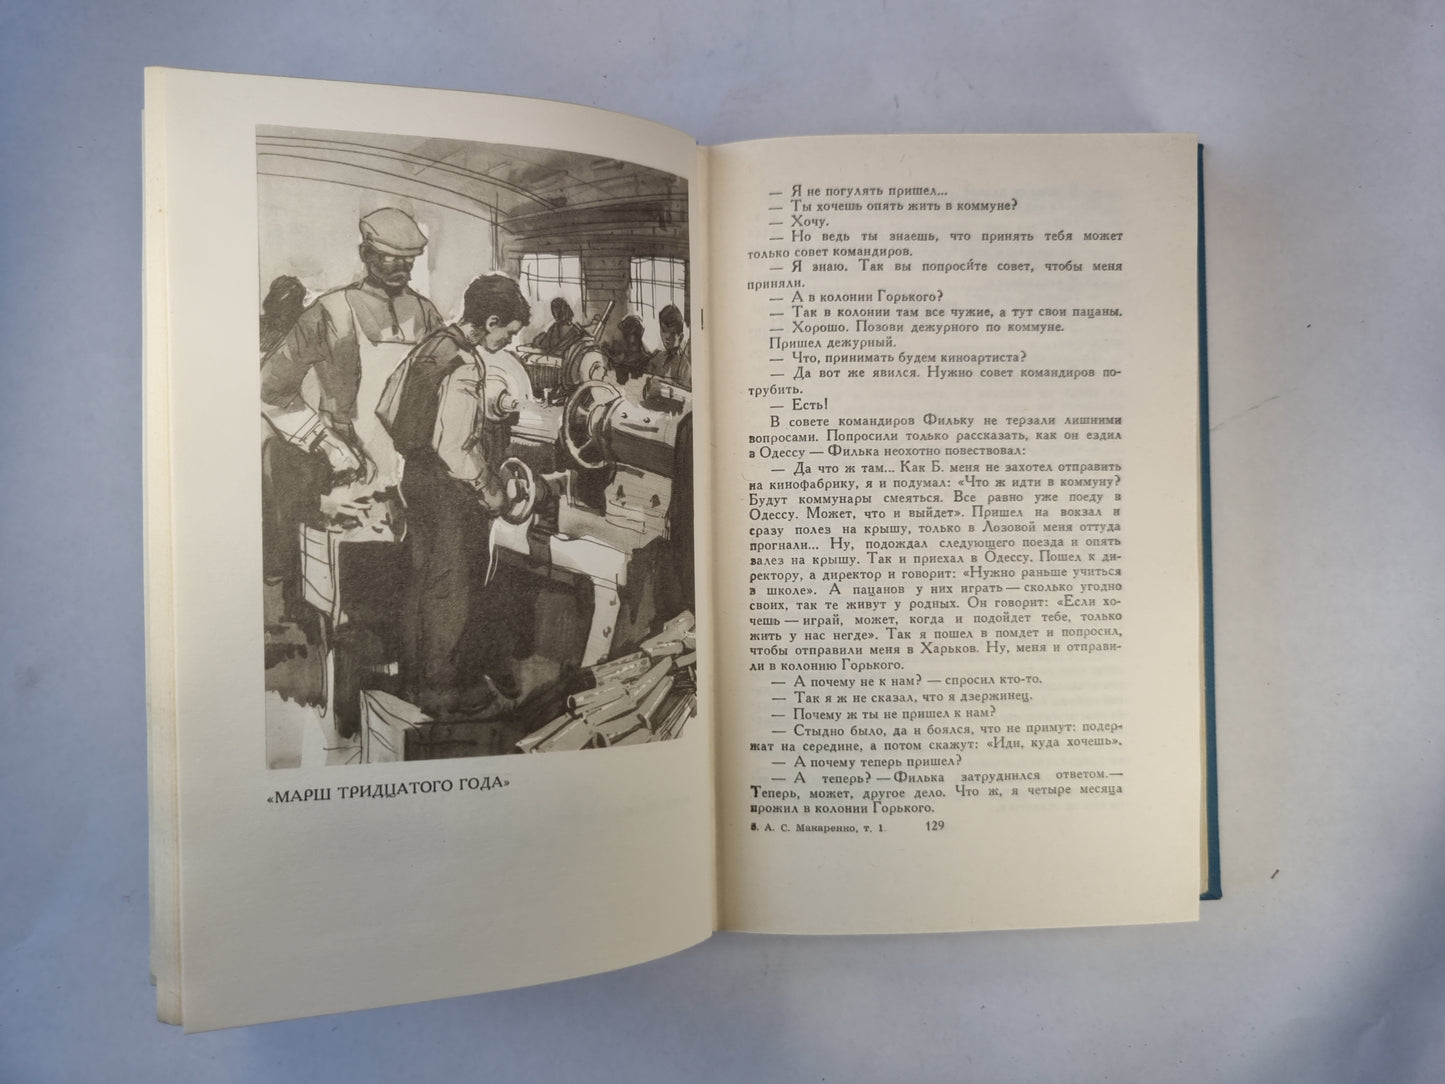 «МАРШ ТРИДЦАТОГО ГОДА»
— Я не погулять пришел...
— Ты хочешь опять жить в коммуне?
— Хочу.
— Но ведь ты знаешь, что принять тебя может
только совет командиров.
— Я знаю. Так вы попросите совет, чтобы меня
приняли.
— А в колонии Горького?
— Так в колонии там все чужие, а тут свои пацаны.
— Хорошо. Позови дежурного по коммуне.
Пришел дежурный.
— Что, принимать будем киноартиста?
— Да вот же явился. Нужно совет командиров по-
трубить.
— Есть!
В совете командиров Фильку не терзали лишними
вопросами. Попросили только рассказать, как он ездил
в Одессу — Филька неохотно повествовал:
— Да что ж там... Как Б. меня не захотел отправить
на кинофабрику, я и подумал: «Что ж идти в коммуну?
Будут коммунары смеяться. Все равно уже поеду в
Одессу. Может, что и выйдет». Пришел на вокзал и
сразу полез на крышу, только в Лозовой меня оттуда
прогнали... Ну, подождал следующего поезда и опять
валез на крышу. Так и приехал в Одессу. Пошел к ди-
ректору, а директор и говорит: «Нужно раньше учиться
в школе». А пацанов у них играть — сколько угодно
своих, так те живут у родных. Он говорит: «Если хо-
чешь — играй, может, когда и подойдет тебе, только
жить у нас негде». Так я пошел в помдет и попросил,
чтобы отправили меня в Харьков. Ну, меня и отправи-
ли в колонию Горького.
— А почему не к нам? — спросил кто-то.
— Так я ж не сказал, что я дзержинец.
— Почему ж ты не пришел к нам?
— Стыдно было, да и боялся, что не примут: подер-
жат на середине, а потом скажут: «Иди, куда хочешь».
— А почему теперь пришел?
— А теперь? — Филька затруднился ответом.—
Теперь, может, другое дело. Что ж, я четыре месяца
прожил в колонии Горького.
5. А. С. Макаренко, т. 1. 129